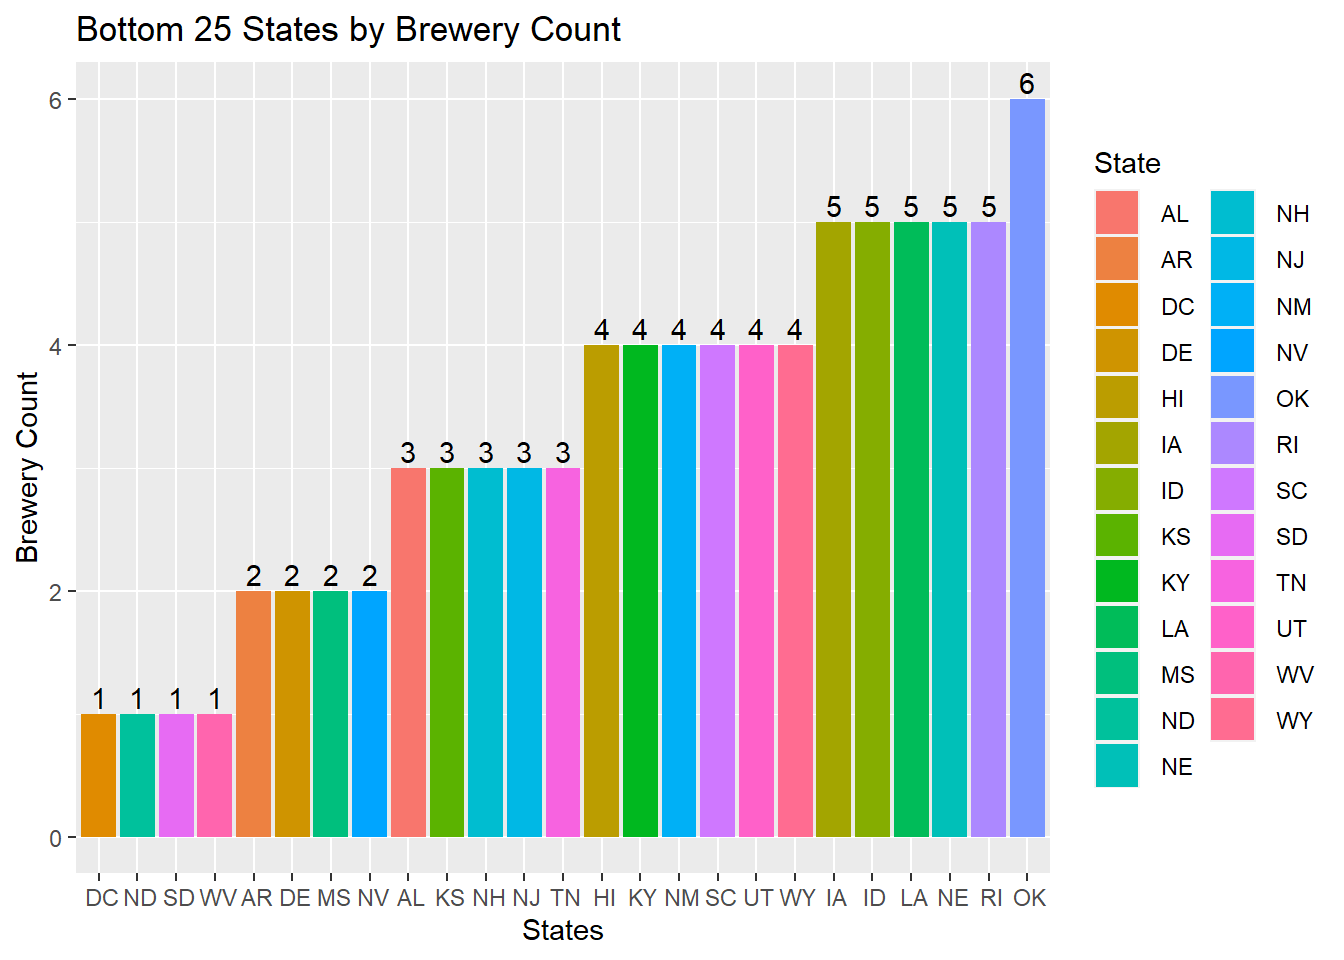 Bottom 25 States by Brewery Count
6
5 5 5 5 5
4 4 4 4 4 4
3 3 3 3 3
2 2 2 2
1 1 1 1
6
4
2
0
Brewery Count
DC ND SD WV AR DE MS NV AL KS NH NJ TN HI KY NM SC UT WY IA ID LA NE RI OK
States
State
AL NH
AR NJ
DC NM
DE NV
HI OK
IA RI
ID SC
KS SD
KY TN
LA UT
MS WV
ND WY
NE